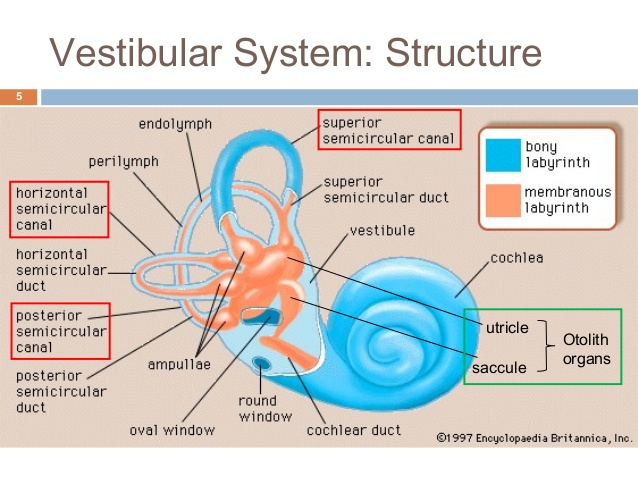 Vestibular System: Structure
5
endolymph
superior
semicircular canal
bony
labyrinth
membranous
labyrinth
perilymph
superior
semicircular duct
horizontal
semicircular
canal
vestibule
cochlea
horizontal
semicircular
duct
posterior
semicircular
canal
utricle
saccule
Otolith
organs
ampullae
posterior
semicircular
duct
round
window
oval window
cochlear duct
©1997 Encyclopaedia Britannica, Inc.